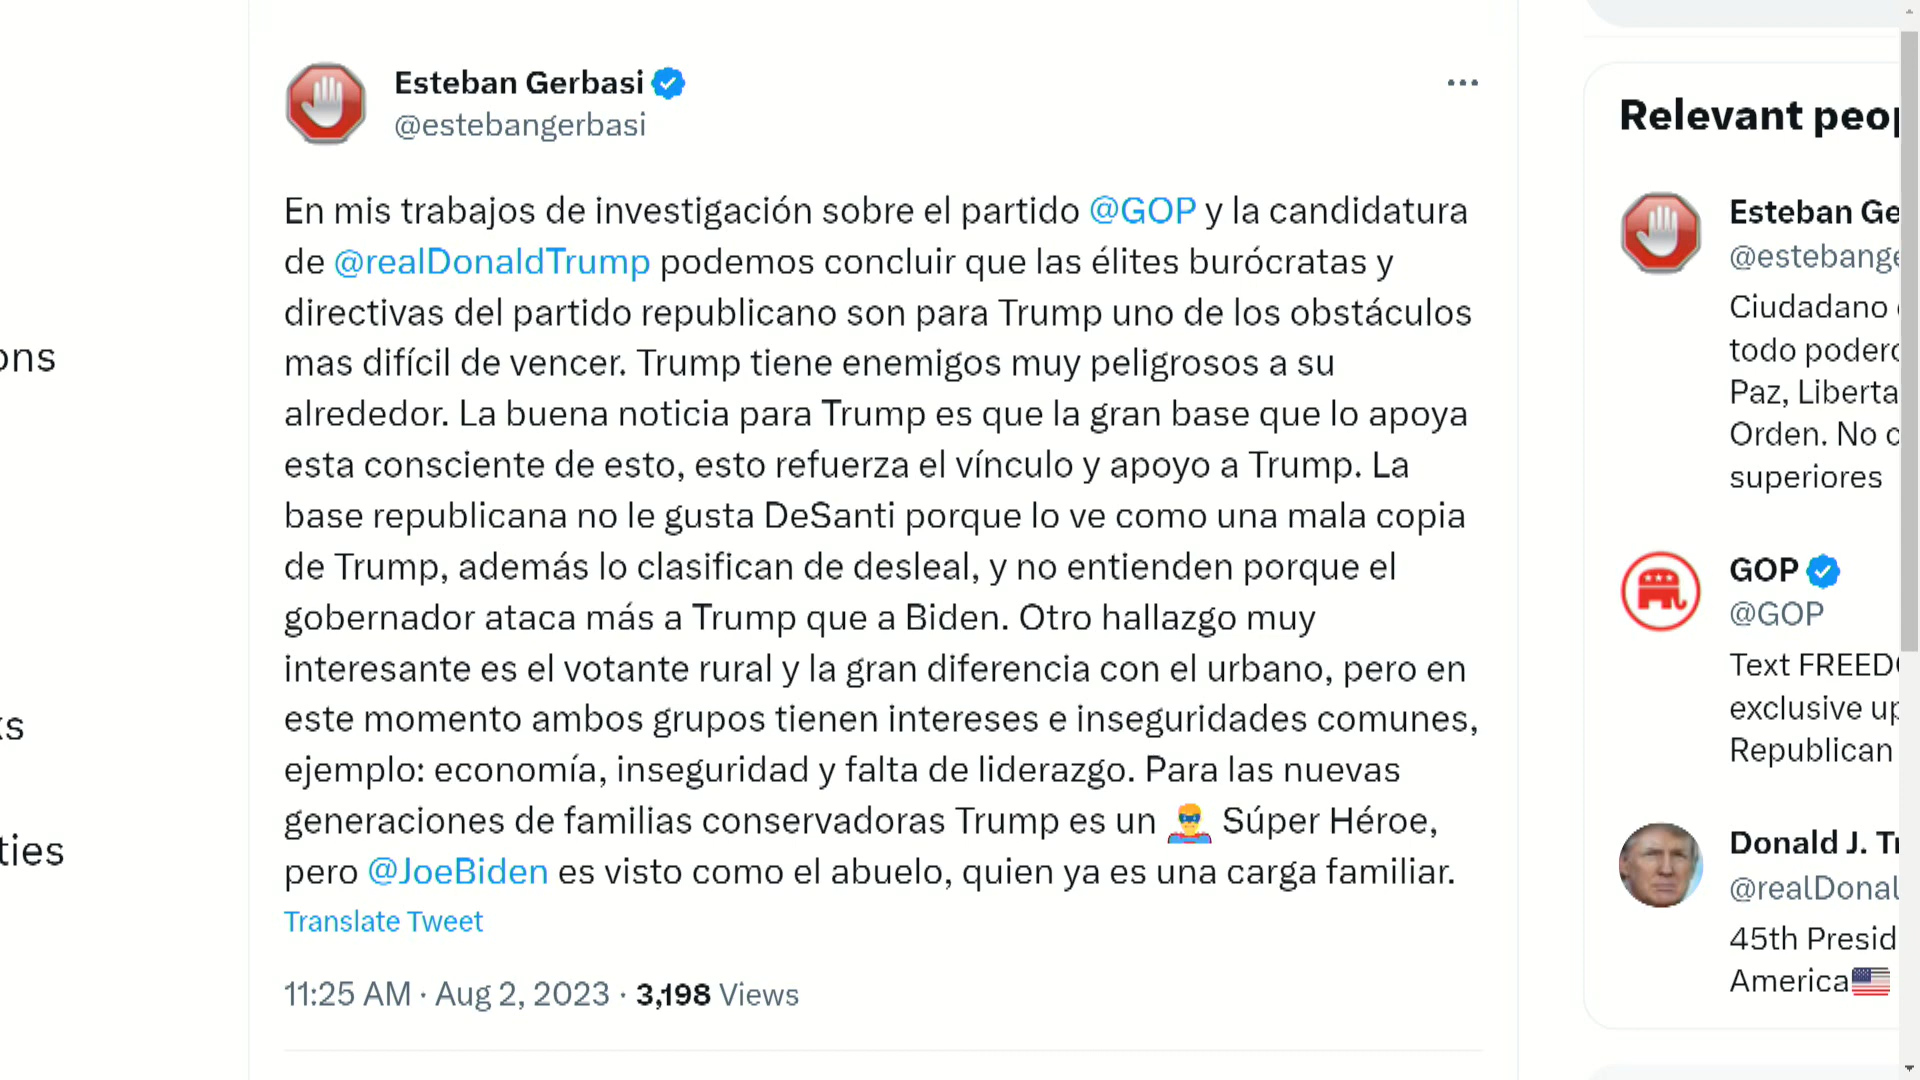 Esteban Gerbasi
@estebangerbasi
En mis trabajos de investigación sobre el partido @GOP y la candidatura
de @realDonaldTrump podemos concluir que las élites burócratas y
directivas del partido republicano son para Trump uno de los obstáculos
mas difícil de vencer. Trump tiene enemigos muy peligrosos a su
alrededor. La buena noticia para Trump es que la gran base que lo apoya
esta consciente de esto, esto refuerza el vínculo y apoyo a Trump. La
base republicana no le gusta DeSanti porque lo ve como una mala copia
de Trump, además lo clasifican de desleal, y no entienden porque el
gobernador ataca más a Trump que a Biden. Otro hallazgo muy
interesante es el votante rural y la gran diferencia con el urbano, pero en
este momento ambos grupos tienen intereses e inseguridades comunes,
ejemplo: economía, inseguridad y falta de liderazgo. Para las nuevas
generaciones de familias conservadoras Trump es un 🦸‍♂️ Súper Héroe,
pero @JoeBiden es visto como el abuelo, quien ya es una carga familiar.
Translate Tweet
11:25 AM · Aug 2, 2023 · 3,198 Views
ons
ks
ties
Relevant peop
Esteban Ge
@estebange
Ciudadano
todo podero
Paz, Liberta
Orden. No c
superiores
GOP
@GOP
Text FREEDO
exclusive up
Republican
Donald J. Tr
@realDonal
45th Presid
America🇺🇸